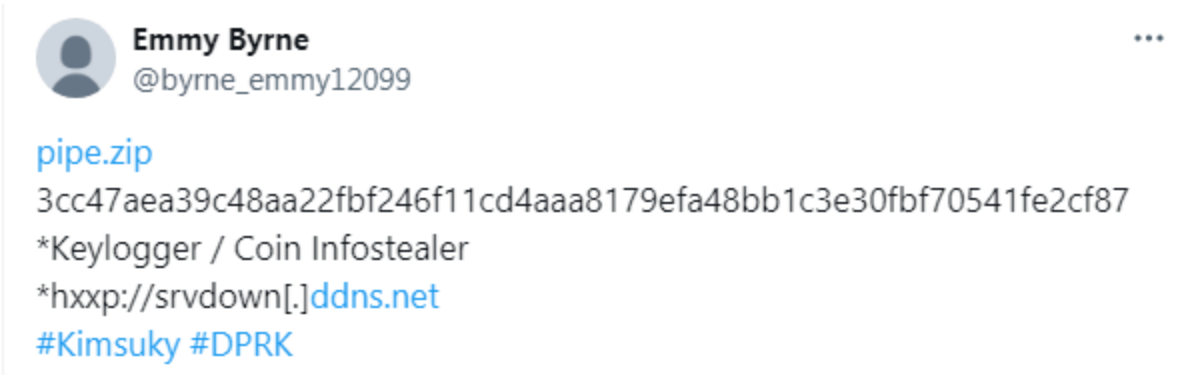 Emmy Byrne
@byrne_emmy12099
pipe.zip
3cc47aea39c48aa22fbf246f11cd4aaa8179efa48bb1c3e30fbf70541fe2cf87
*Keylogger / Coin Infostealer
*hxxp://srvdown[.]ddns.net
#Kimsuky #DPRK